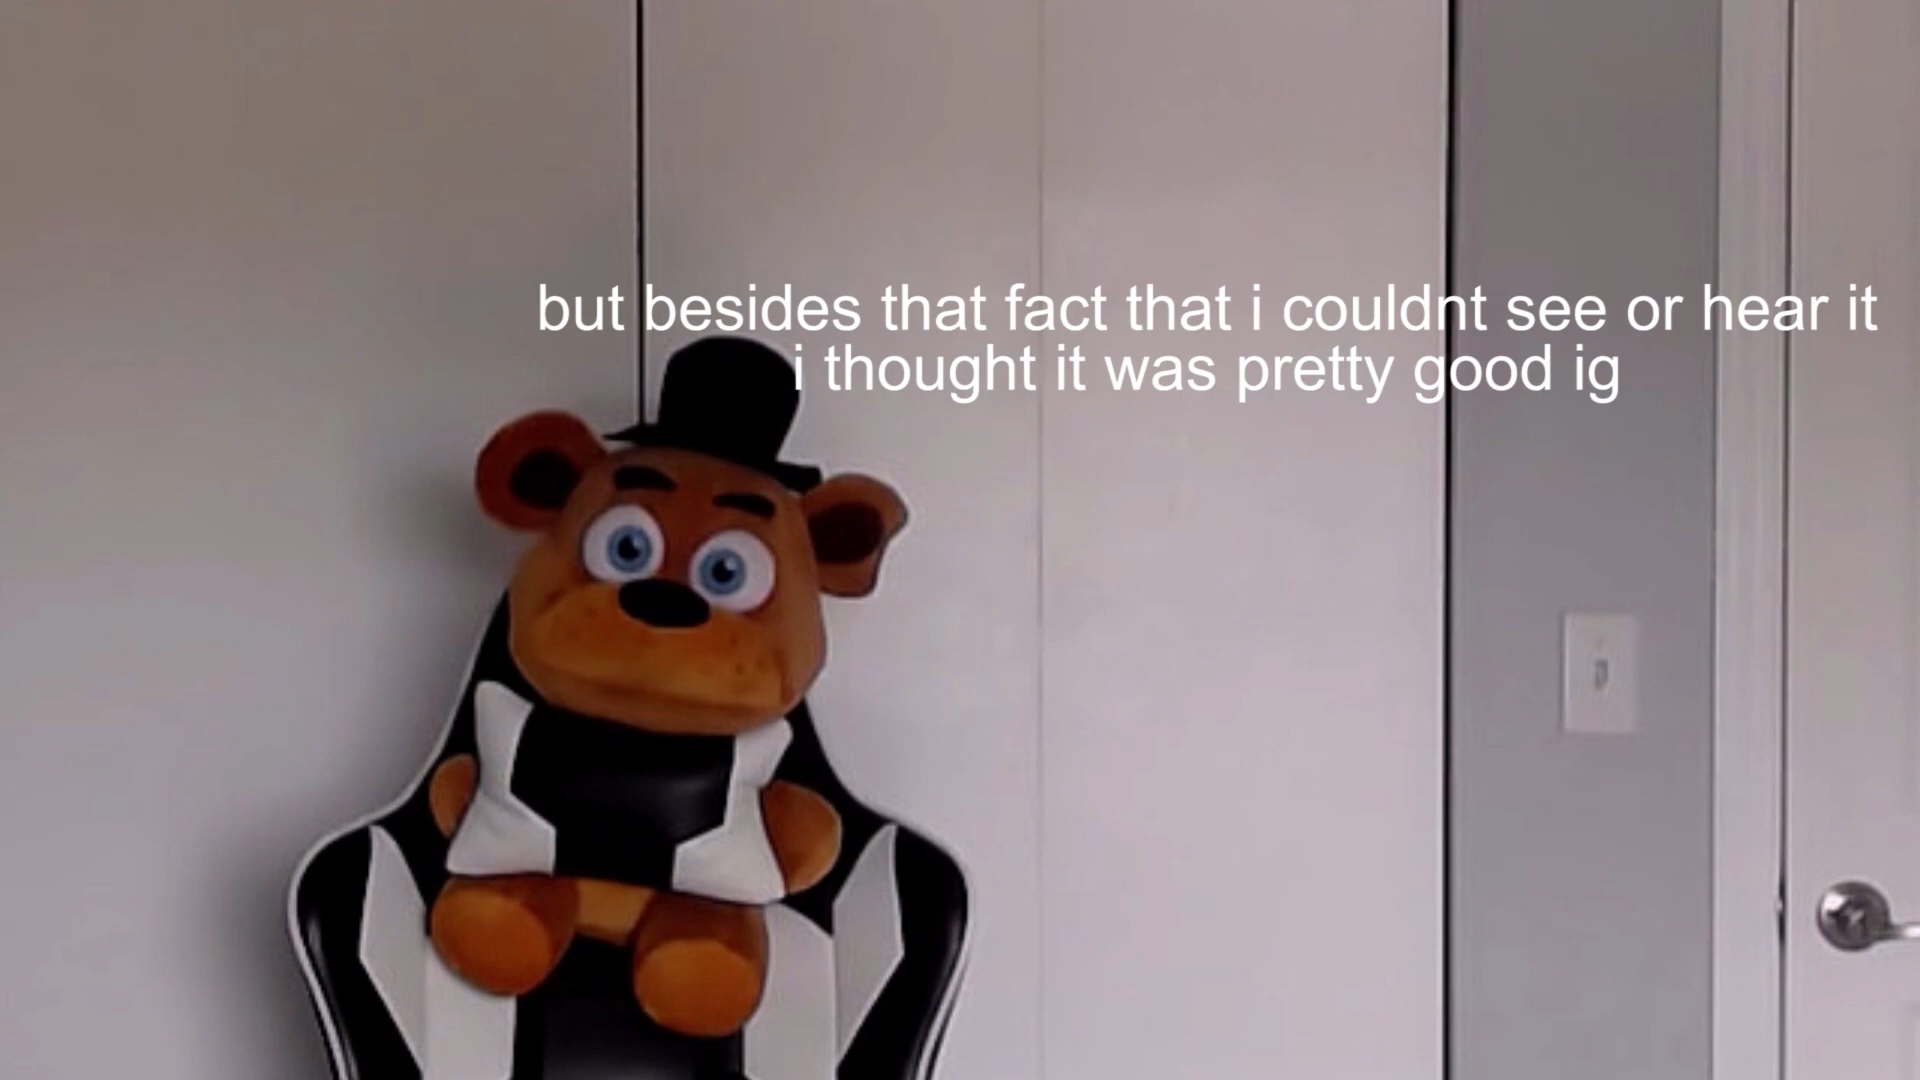 but besides that fact that i couldnt see or hear it
i thought it was pretty good ig